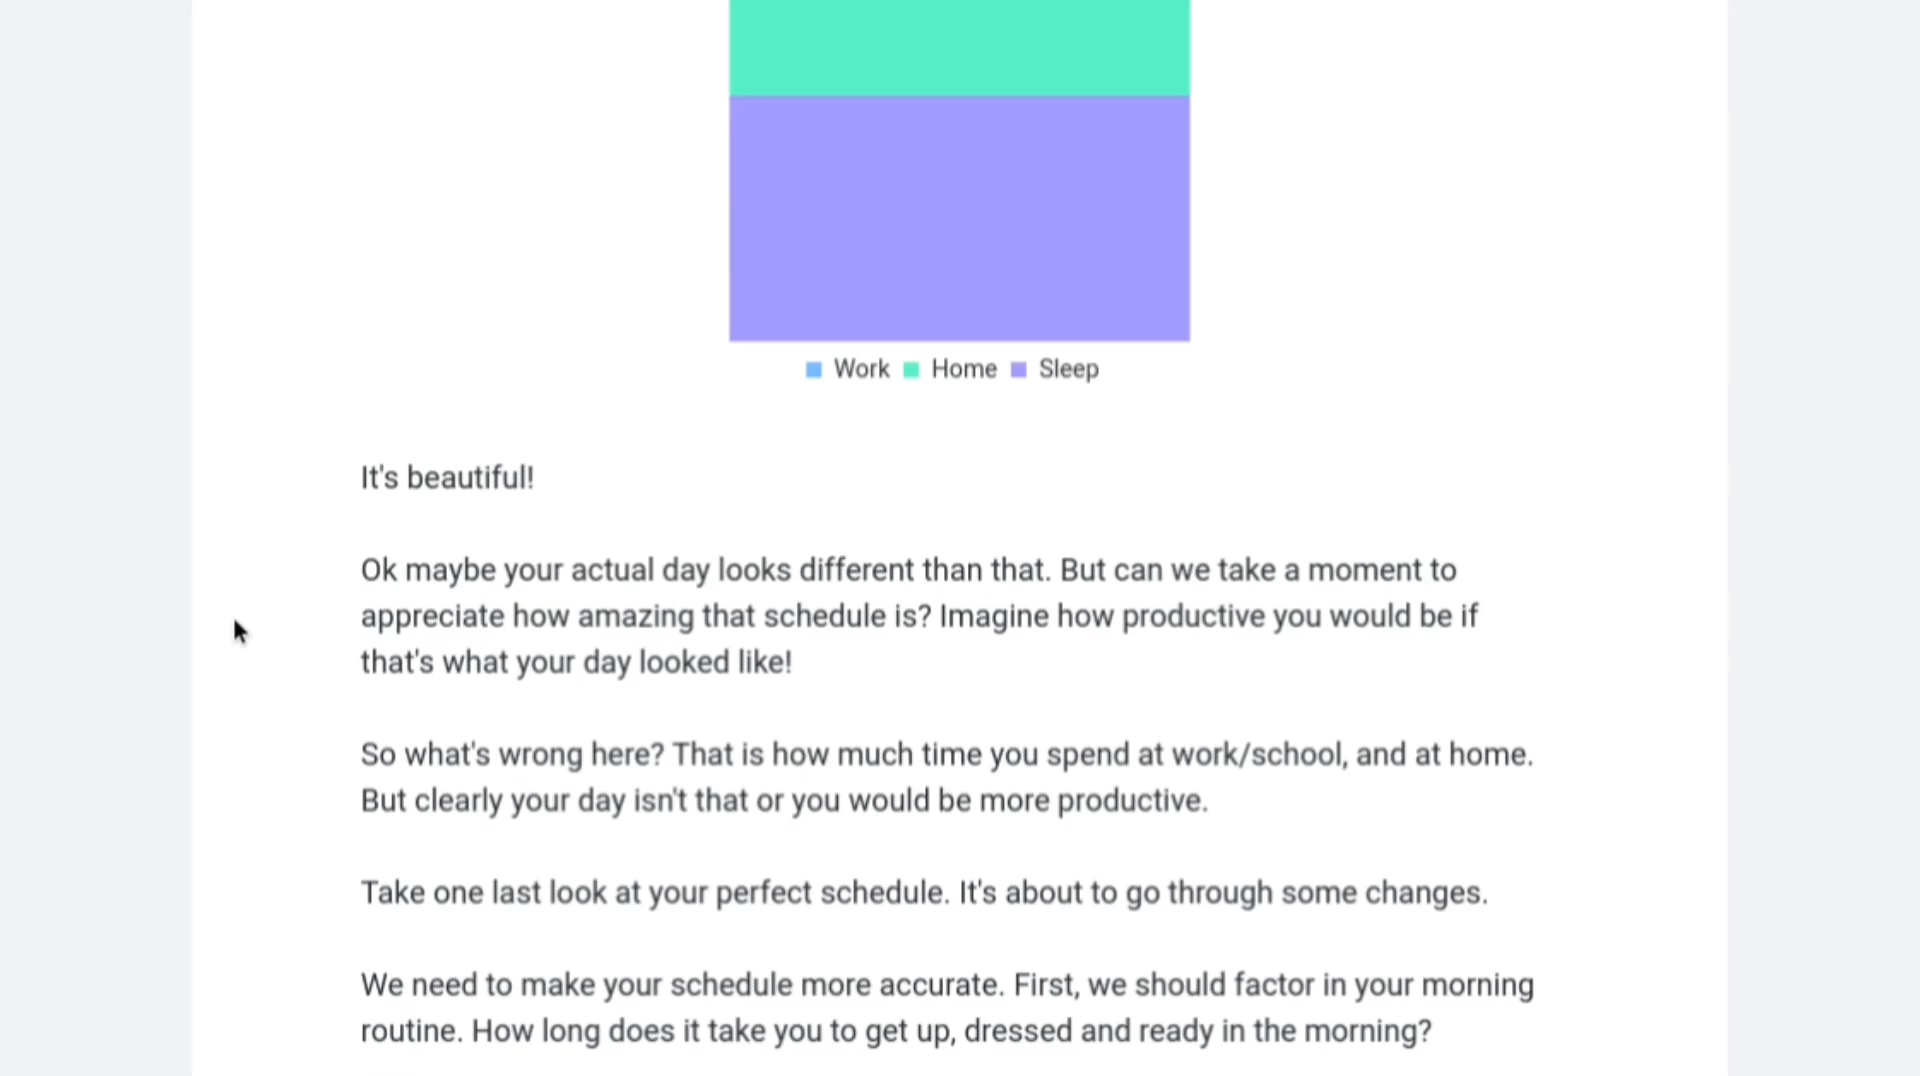 Work Home Sleep
It's beautiful!
Ok maybe your actual day looks different than that. But can we take a moment to
appreciate how amazing that schedule is? Imagine how productive you would be if
that's what your day looked like!
So what's wrong here? That is how much time you spend at work/school, and at home.
But clearly your day isn't that or you would be more productive.
Take one last look at your perfect schedule. It's about to go through some changes.
We need to make your schedule more accurate. First, we should factor in your morning
routine. How long does it take you to get up, dressed and ready in the morning?